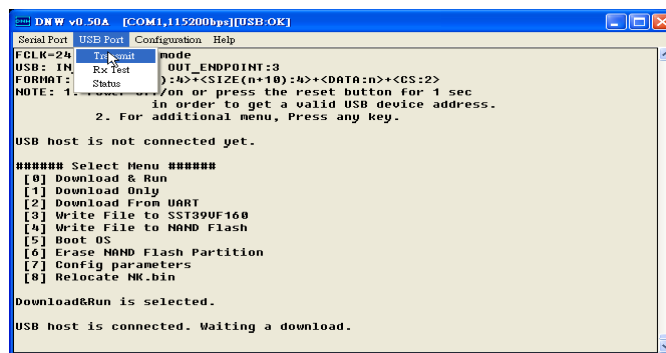 DNW v0.50A [COM1,115200bps][USB:OK]
Serial Port USB Port Configuration Help
Transmit
Rx Test
Status
FCLK=24 mode
USB: IN_ OUT_ENDPOINT:3
FORMAT: ):4>+<SIZE(n+10):4>+<DATA:n>+<CS:2>
NOTE: 1. Power off/on or press the reset button for 1 sec
in order to get a valid USB device address.
2. For additional menu, Press any key.
USB host is not connected yet.
###### Select Menu ######
[0] Download & Run
[1] Download Only
[2] Download From UART
[3] Write File to SST39VF160
[4] Write File to NAND Flash
[5] Boot OS
[6] Erase NAND Flash Partition
[7] Config parameters
[8] Relocate NK.bin
Download&Run is selected.
USB host is connected. Waiting a download.